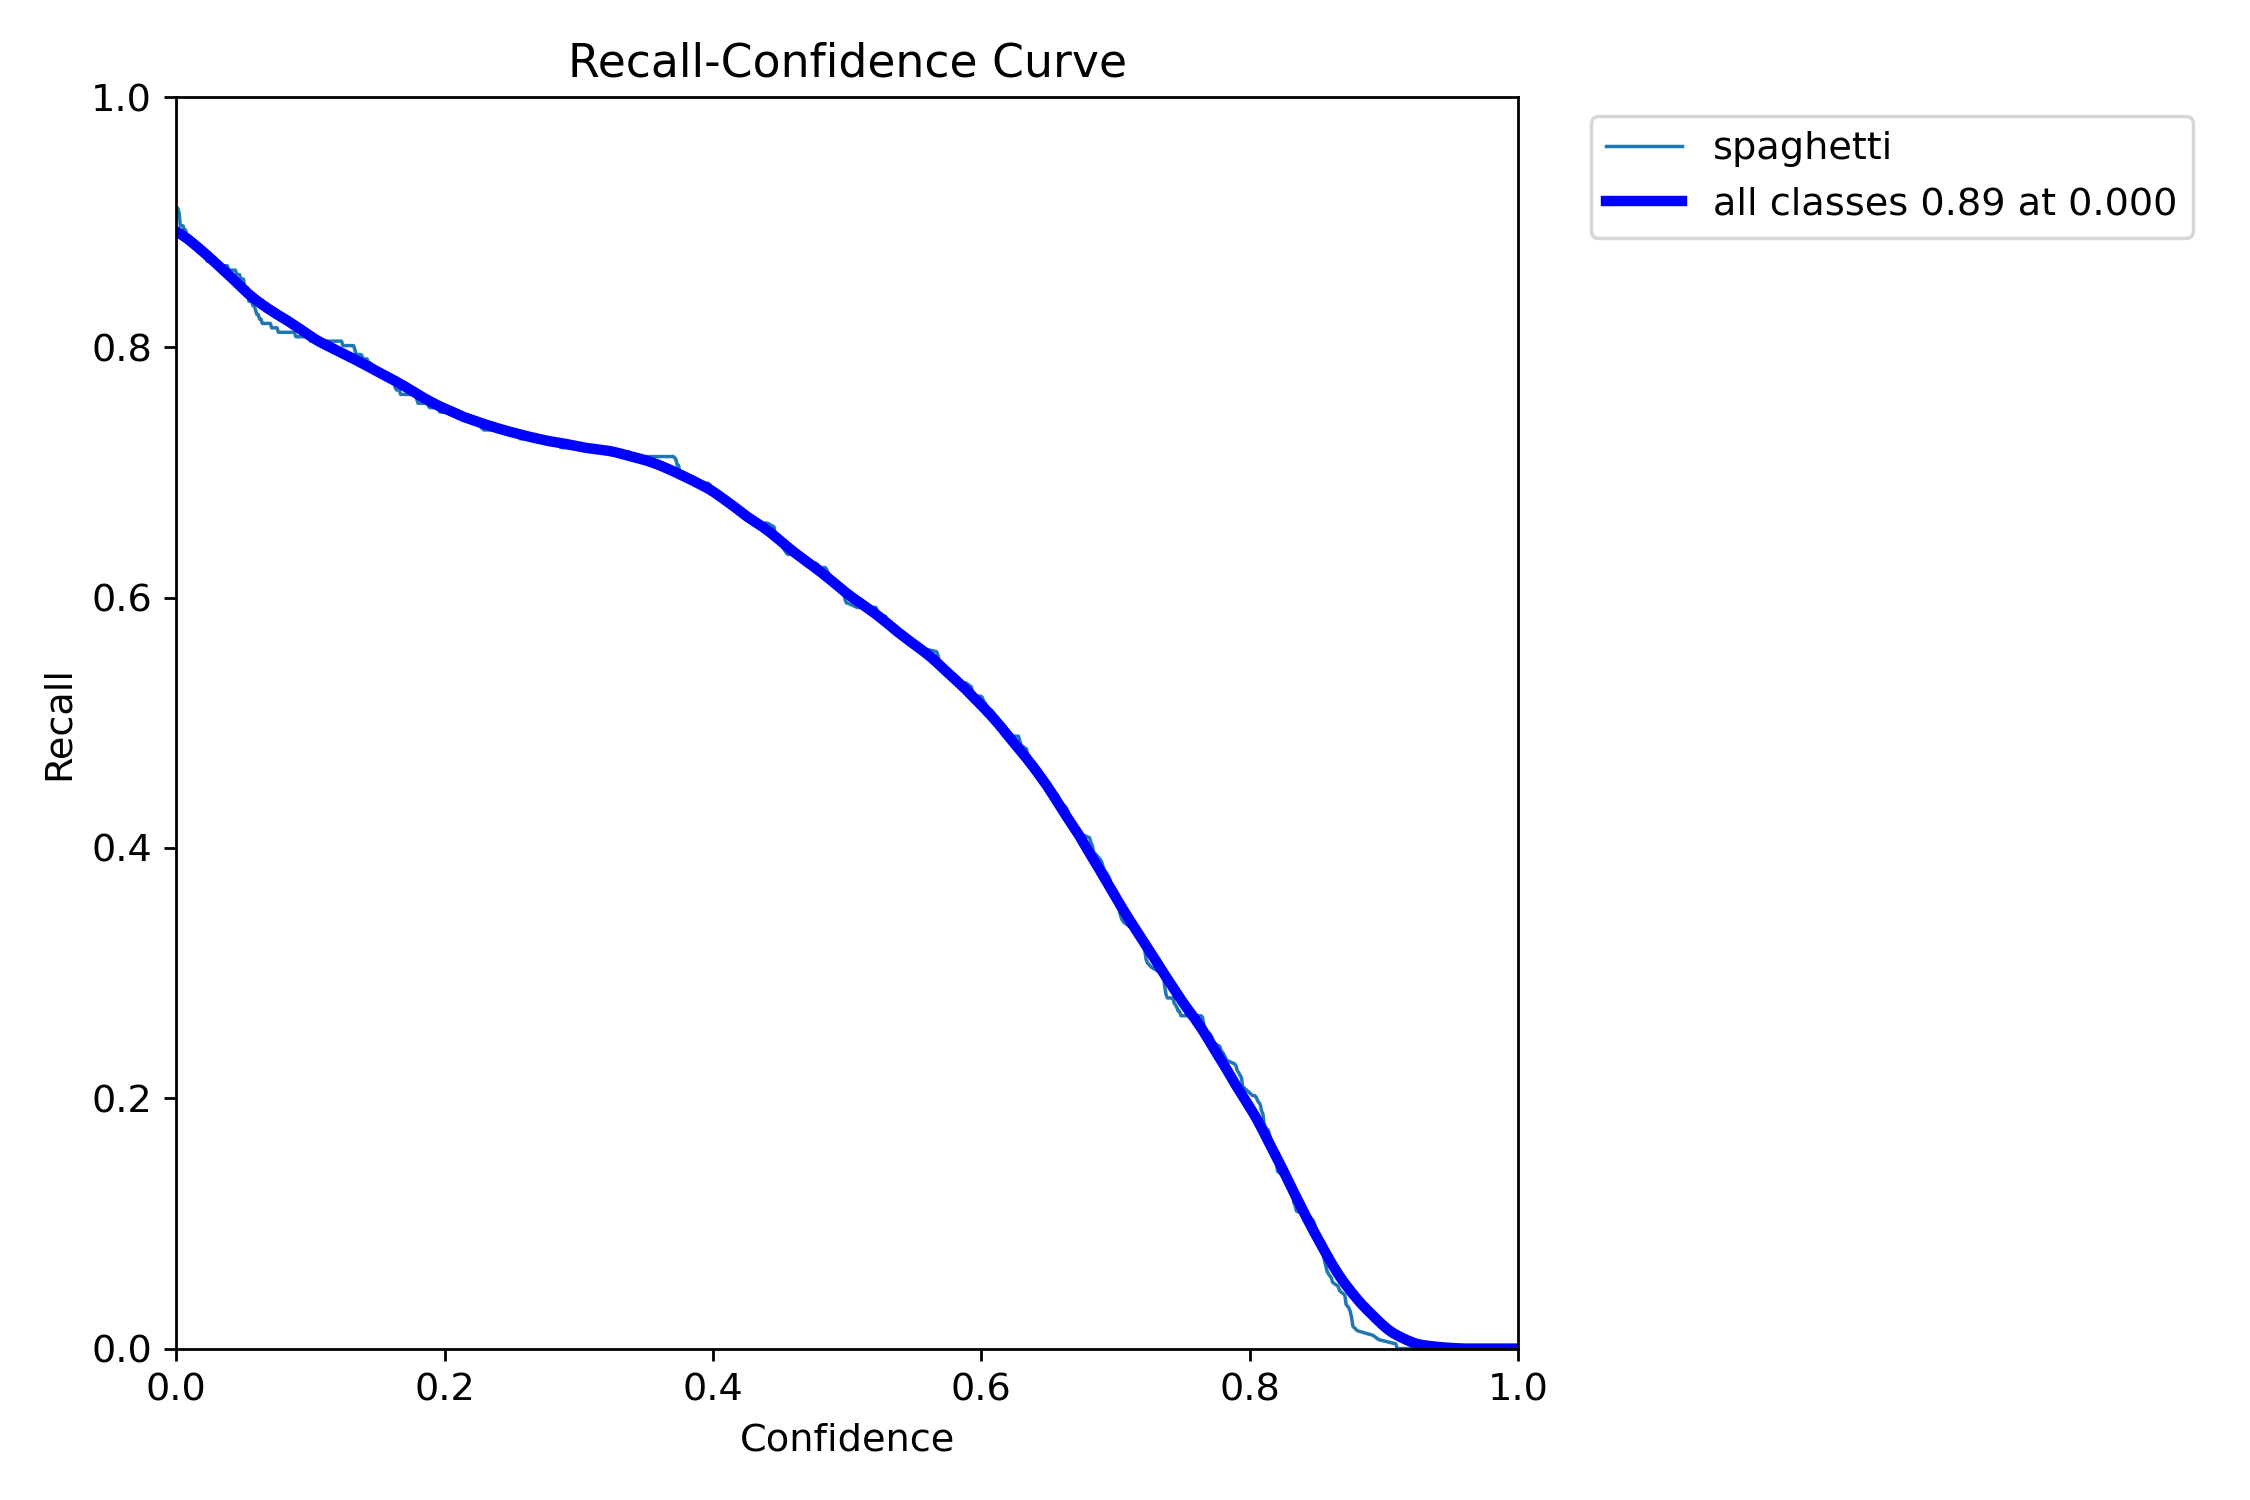 Recall-Confidence Curve
spaghetti
all classes 0.89 at 0.000
1.0
0.8
0.6
0.4
0.2
0.0
Recall
0.0 0.2 0.4 0.6 0.8 1.0
Confidence